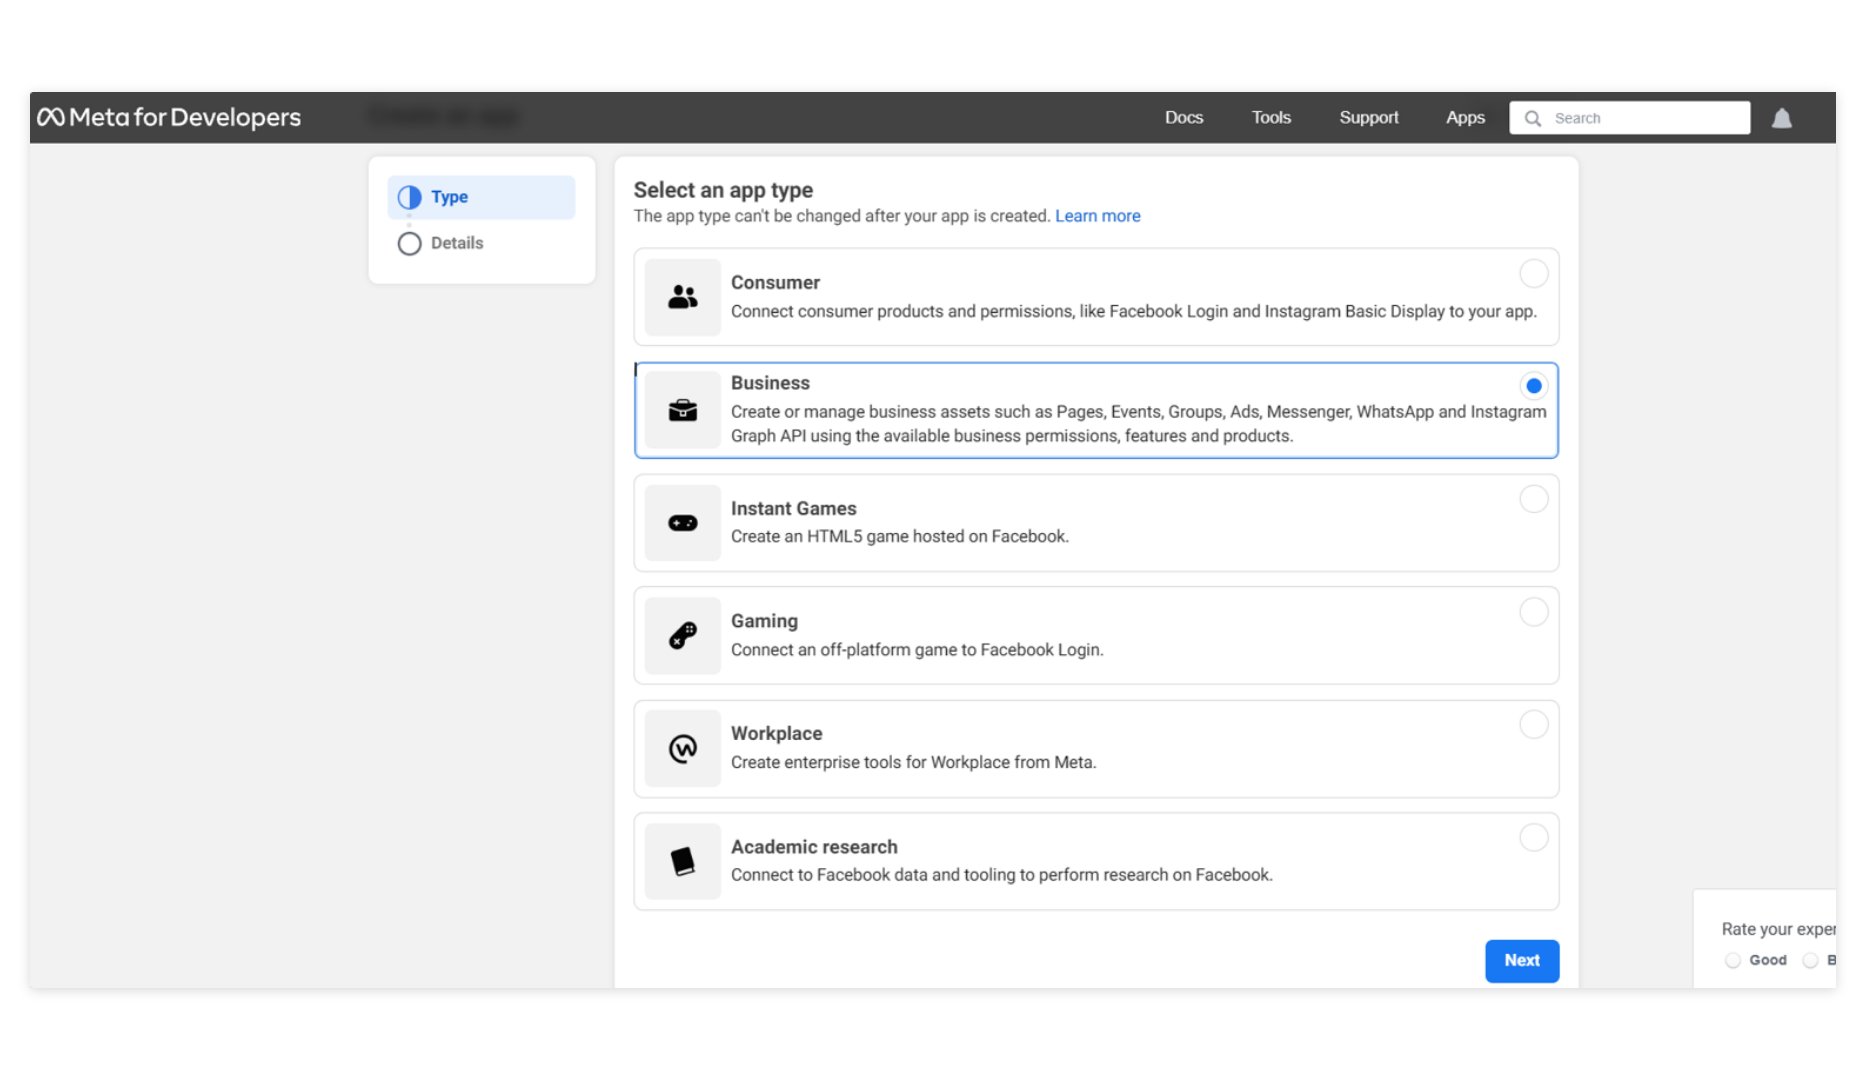 Meta for Developers
Docs
Tools
Support
Apps
Search
Type
Details
Select an app type
The app type can't be changed after your app is created. Learn more
Consumer
Connect consumer products and permissions, like Facebook Login and Instagram Basic Display to your app.
Business
Create or manage business assets such as Pages, Events, Groups, Ads, Messenger, WhatsApp and Instagram
Graph API using the available business permissions, features and products.
Instant Games
Create an HTML5 game hosted on Facebook.
Gaming
Connect an off-platform game to Facebook Login.
Workplace
Create enterprise tools for Workplace from Meta.
Academic research
Connect to Facebook data and tooling to perform research on Facebook.
Next
Rate your
Good